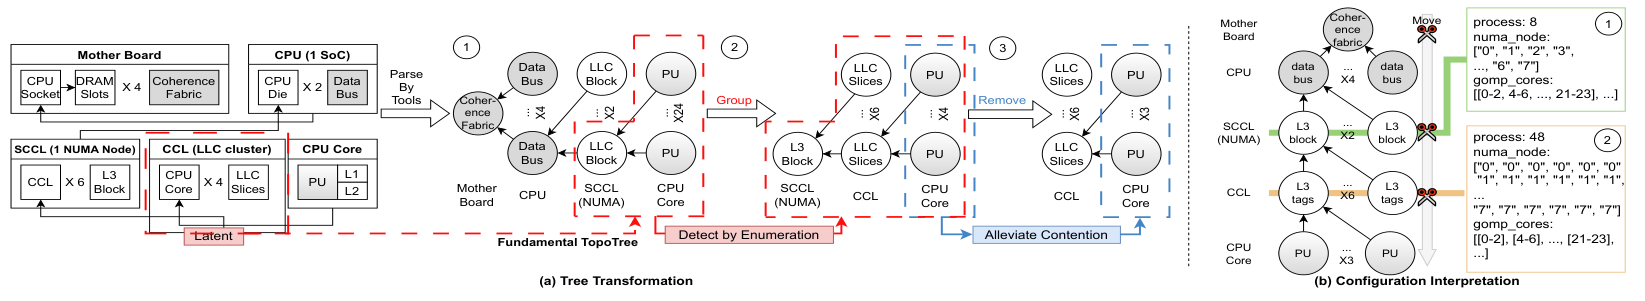 Mother Board
CPU
Socket
DRAM
Slots
X 4
Coherence
Fabric
CPU (1 SoC)
CPU
Die
X 2
Data
Bus
SCCL (1 NUMA Node)
CCL
X 6
L3
Block
CCL (LLC cluster)
CPU
Core
X 4
LLC
Slices
CPU Core
PU
L1
L2
Latent
Parse
By
Tools
1
Data
Bus
Coher-
ence
Fabric
...
X4
Data
Bus
Mother
Board
CPU
LLC
Block
...
X2
LLC
Block
SCCL
(NUMA)
PU
...
X24
PU
CPU
Core
Fundamental TopoTree
2
Group
Detect by Enumeration
LLC
Slices
...
X6
L3
Block
LLC
Slices
SCCL
(NUMA)
CCL
PU
...
X4
PU
CPU
Core
3
Remove
Alleviate Contention
LLC
Slices
...
X6
LLC
Slices
CCL
PU
...
X3
PU
CPU
Core
(a) Tree Transformation
Mother
Board
Coher-
ence
fabric
Move
CPU
data
bus
...
X4
data
bus
SCCL
(NUMA)
L3
block
...
X2
L3
block
CCL
L3
tags
...
X6
L3
tags
CPU
Core
PU
...
X3
PU
1
process: 8
numa_node:
["0", "1", "2", "3",
..., "6", "7"]
gomp_cores:
[[0-2, 4-6, ..., 21-23], ...]
2
process: 48
numa_node:
["0", "0", "0", "0", "0", "0"
"1", "1", "1", "1", "1", "1",
...
"7", "7", "7", "7", "7", "7"]
gomp_cores:
[[0-2], [4-6], ..., [21-23],
...]
(b) Configuration Interpretation